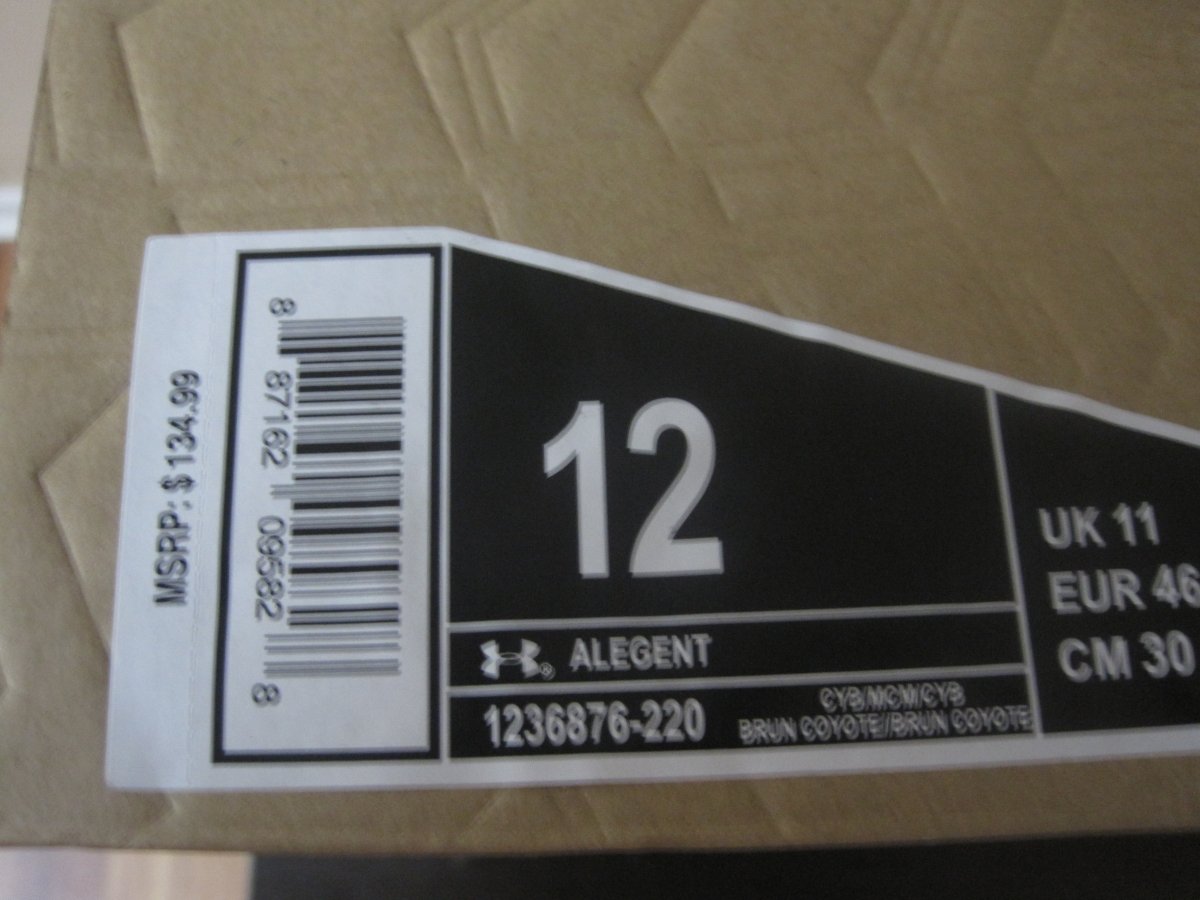 MSRP: $ 134.99
8 87162 09582 8
12
ALEGENT
1236876-220
CYB/MCM/CYB
BRUN COYOTE//BRUN COYOTE
UK 11
EUR 46
CM 30